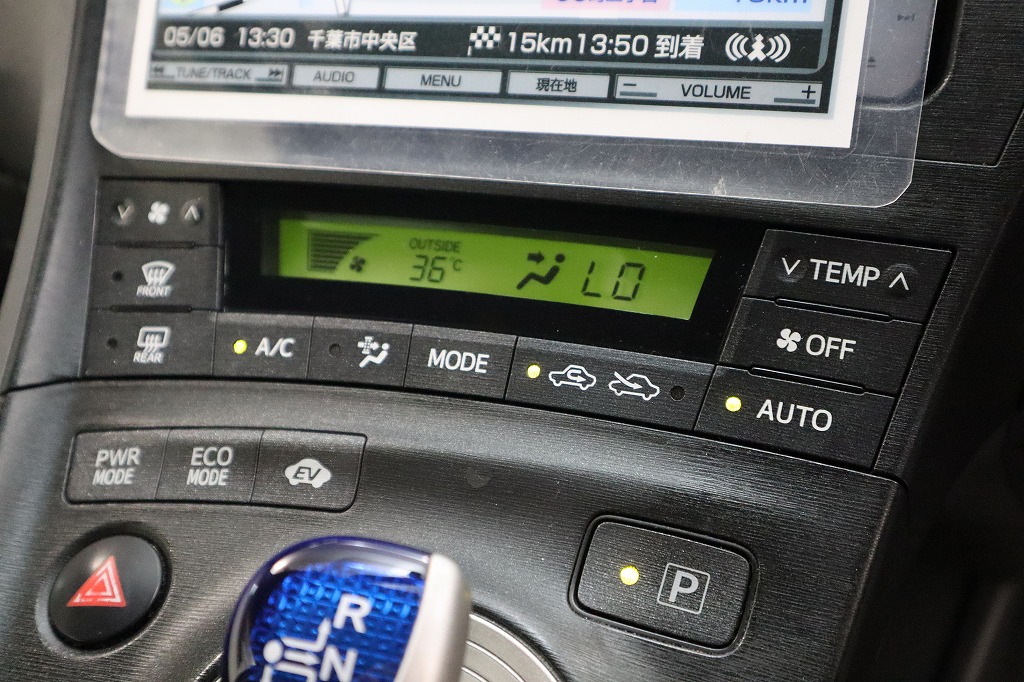 05/06 13:30 千葉市中央区 15km13:50 到着
TUNE/TRACK AUDIO MENU 現在地 − VOLUME +
OUTSIDE
36°C
LO
TEMP
FRONT
OFF
REAR
A/C
MODE
AUTO
PWR
MODE
ECO
MODE
EV
P
R
N